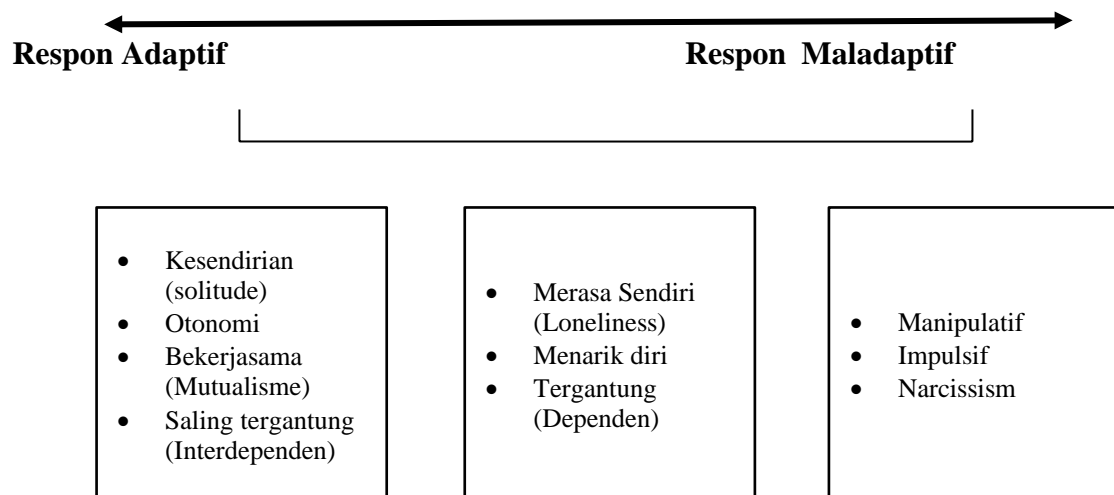 Respon Adaptif
Respon Maladaptif
• Kesendirian
(solitude)
• Otonomi
• Bekerjasama
(Mutualisme)
• Saling tergantung
(Interdependen)
• Merasa Sendiri
(Loneliness)
• Menarik diri
• Tergantung
(Dependen)
• Manipulatif
• Impulsif
• Narcissism